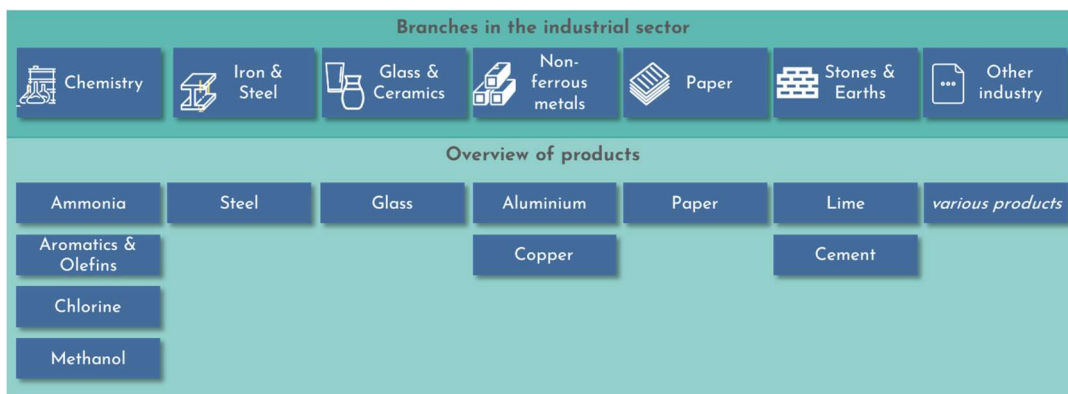 Branches in the industrial sector
Chemistry
Iron &
Steel
Glass &
Ceramics
Non-
ferrous
metals
Paper
Stones &
Earths
Other
industry
Overview of products
Ammonia
Steel
Glass
Aluminium
Paper
Lime
various products
Aromatics &
Olefins
Copper
Cement
Chlorine
Methanol